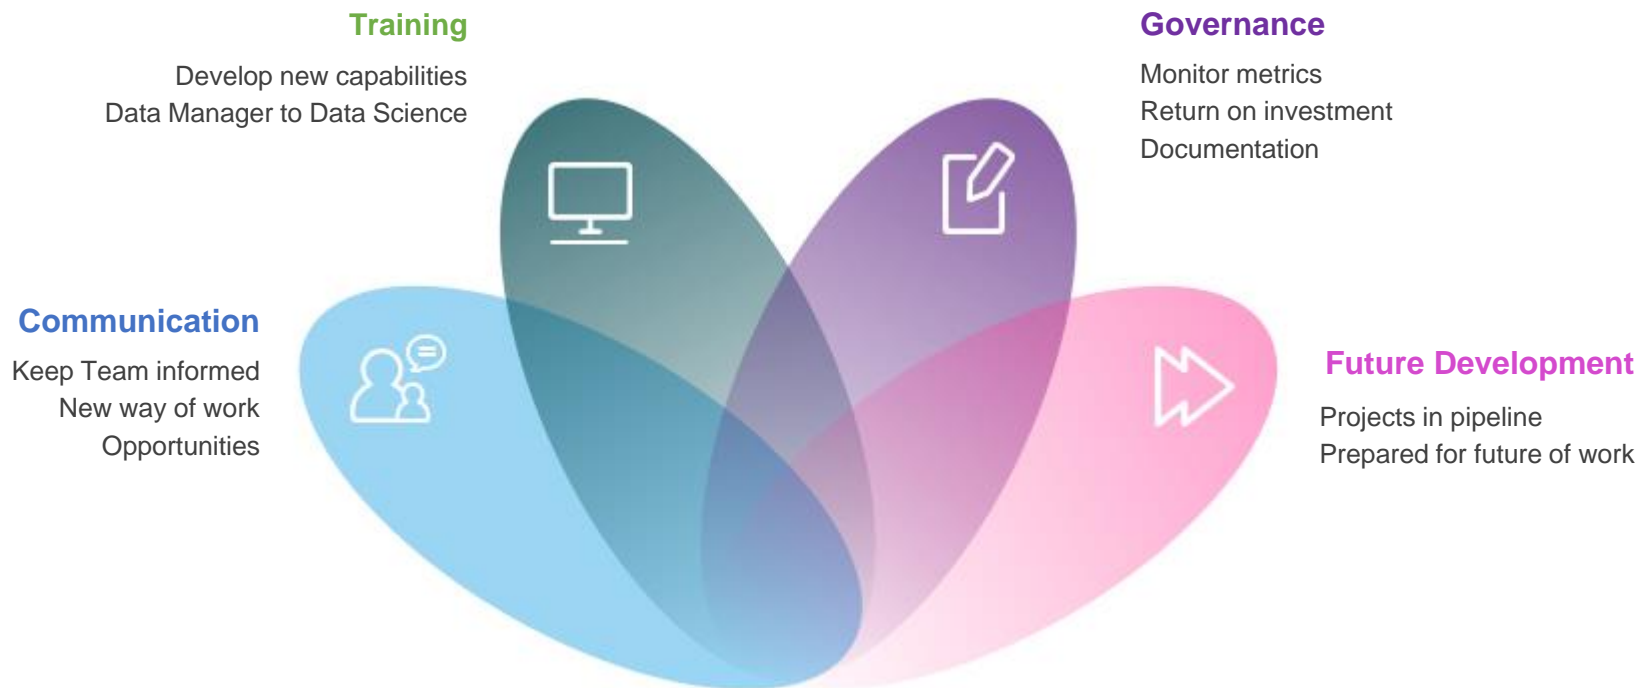 Training
Develop new capabilities
Data Manager to Data Science
Governance
Monitor metrics
Return on investment
Documentation
Communication
Keep Team informed
New way of work
Opportunities
Future Development
Projects in pipeline
Prepared for future of work